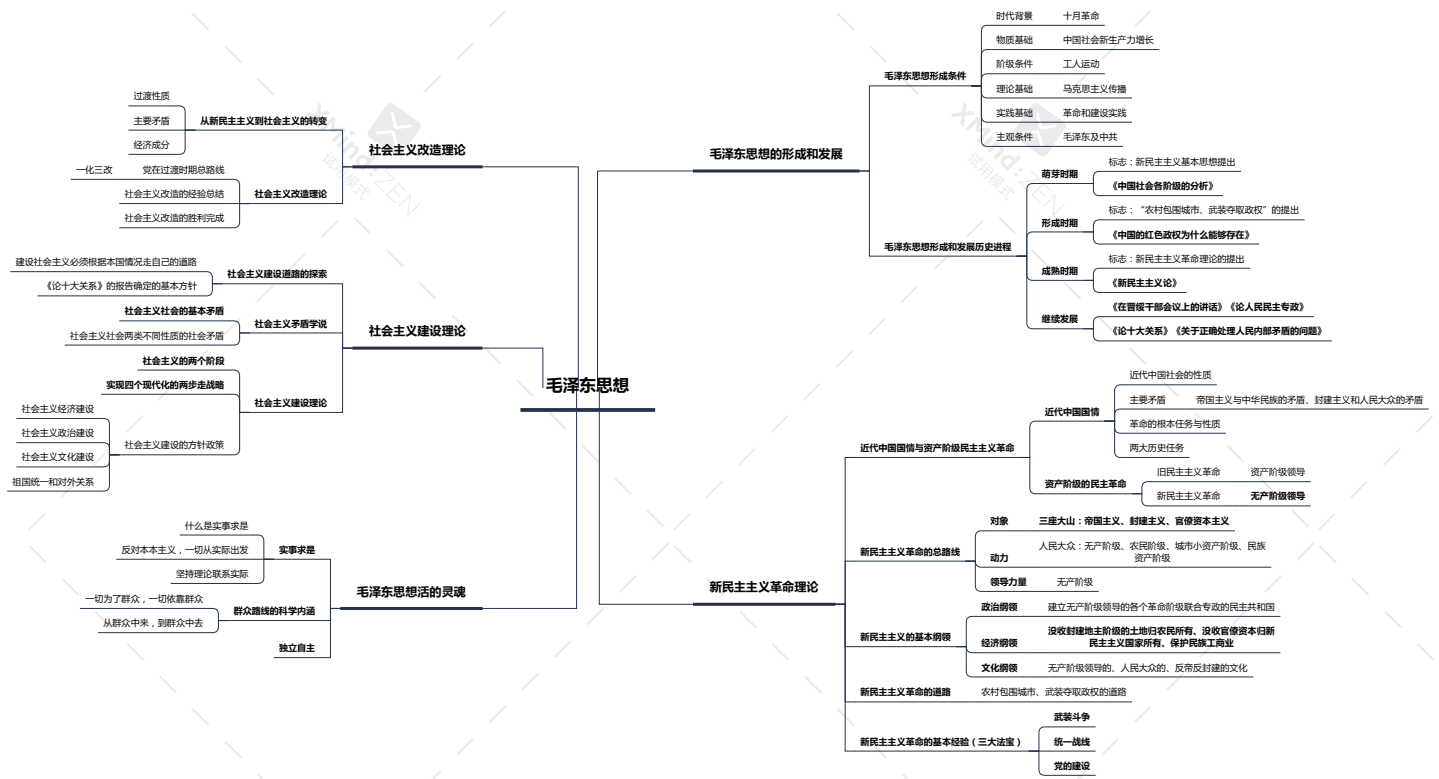 毛泽东思想
毛泽东思想的形成和发展
毛泽东思想形成条件
时代背景 十月革命
物质基础 中国社会新生产力增长
阶级条件 工人运动
理论基础 马克思主义传播
实践基础 革命和建设实践
主观条件 毛泽东及中共
毛泽东思想形成和发展历史进程
萌芽时期
标志：新民主主义基本思想提出
《中国社会各阶级的分析》
形成时期
标志：“农村包围城市、武装夺取政权”的提出
《中国的红色政权为什么能够存在》
成熟时期
标志：新民主主义革命理论的提出
《新民主主义论》
继续发展
《在晋绥干部会议上的讲话》《论人民民主专政》
《论十大关系》《关于正确处理人民内部矛盾的问题》
新民主主义革命理论
近代中国国情与资产阶级民主主义革命
近代中国国情
近代中国社会的性质
主要矛盾 帝国主义与中华民族的矛盾、封建主义和人民大众的矛盾
革命的根本任务与性质
两大历史任务
资产阶级的民主革命
旧民主主义革命 资产阶级领导
新民主主义革命 无产阶级领导
新民主主义革命的总路线
对象 三座大山：帝国主义、封建主义、官僚资本主义
动力 人民大众：无产阶级、农民阶级、城市小资产阶级、民族
资产阶级
领导力量 无产阶级
新民主主义的基本纲领
政治纲领 建立无产阶级领导的各个革命阶级联合专政的民主共和国
经济纲领 没收封建地主阶级的土地归农民所有、没收官僚资本归新
民主主义国家所有、保护民族工商业
文化纲领 无产阶级领导的、人民大众的、反帝反封建的文化
新民主主义革命的道路 农村包围城市、武装夺取政权的道路
新民主主义革命的基本经验（三大法宝）
武装斗争
统一战线
党的建设
社会主义改造理论
从新民主主义到社会主义的转变
过渡性质
主要矛盾
经济成分
社会主义改造理论
党在过渡时期总路线 一化三改
社会主义改造的经验总结
社会主义改造的胜利完成
社会主义建设理论
社会主义建设道路的探索
建设社会主义必须根据本国情况走自己的道路
《论十大关系》的报告确定的基本方针
社会主义矛盾学说
社会主义社会的基本矛盾
社会主义社会两类不同性质的社会矛盾
社会主义建设理论
社会主义的两个阶段
实现四个现代化的两步走战略
社会主义建设的方针政策
社会主义经济建设
社会主义政治建设
社会主义文化建设
祖国统一和对外关系
毛泽东思想活的灵魂
实事求是
什么是实事求是
反对本本主义，一切从实际出发
坚持理论联系实际
群众路线的科学内涵
一切为了群众，一切依靠群众
从群众中来，到群众中去
独立自主
XMind:ZEN
试用模式
XMind:ZEN
试用模式